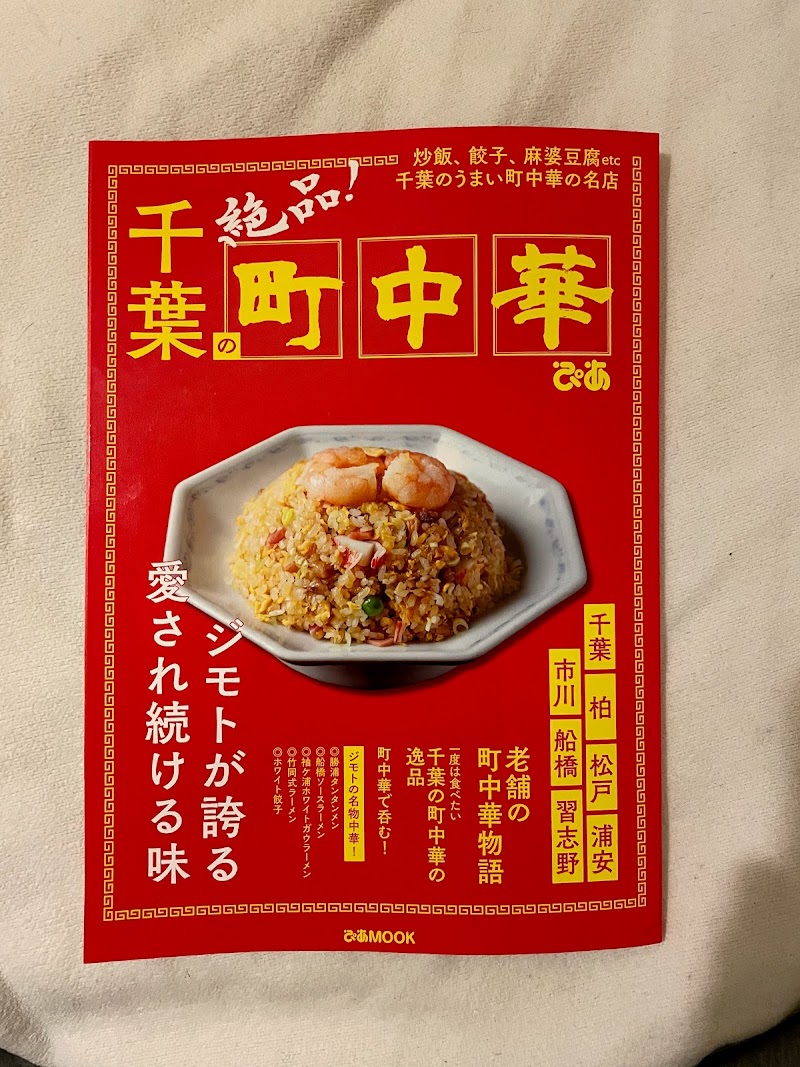 炒飯、餃子、麻婆豆腐etc
千葉のうまい町中華の名店
絶品!
千葉の町中華
ぴあ
ジモトが誇る
愛され続ける味
千葉 柏 松戸 浦安
市川 船橋 習志野
老舗の
町中華物語
一度は食べたい
千葉の町中華の
逸品
町中華で呑む!
ジモトの名物中華!
◎勝浦タンタンメン
◎船橋ソースラーメン
◎袖ケ浦ホワイトガウラーメン
◎竹岡式ラーメン
◎ホワイト餃子
ぴあMOOK